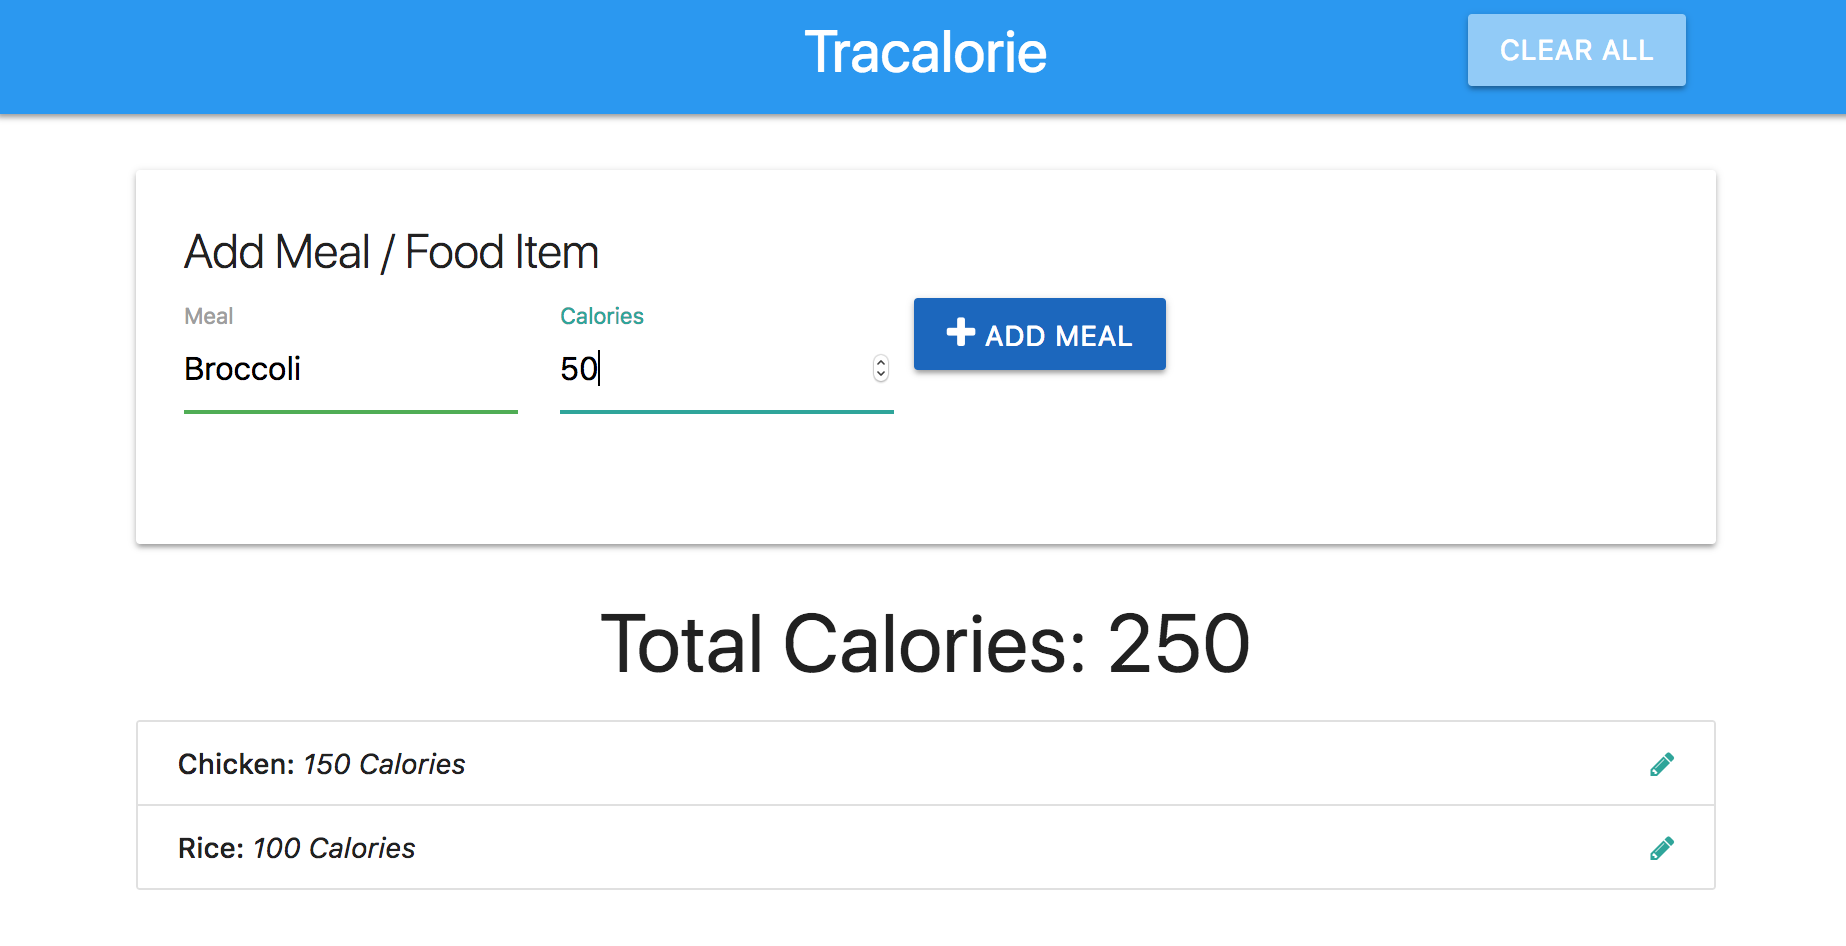 Tracalorie
CLEAR ALL
Add Meal / Food Item
Meal
Calories
Broccoli
50
ADD MEAL
Total Calories: 250
Chicken: 150 Calories
Rice: 100 Calories